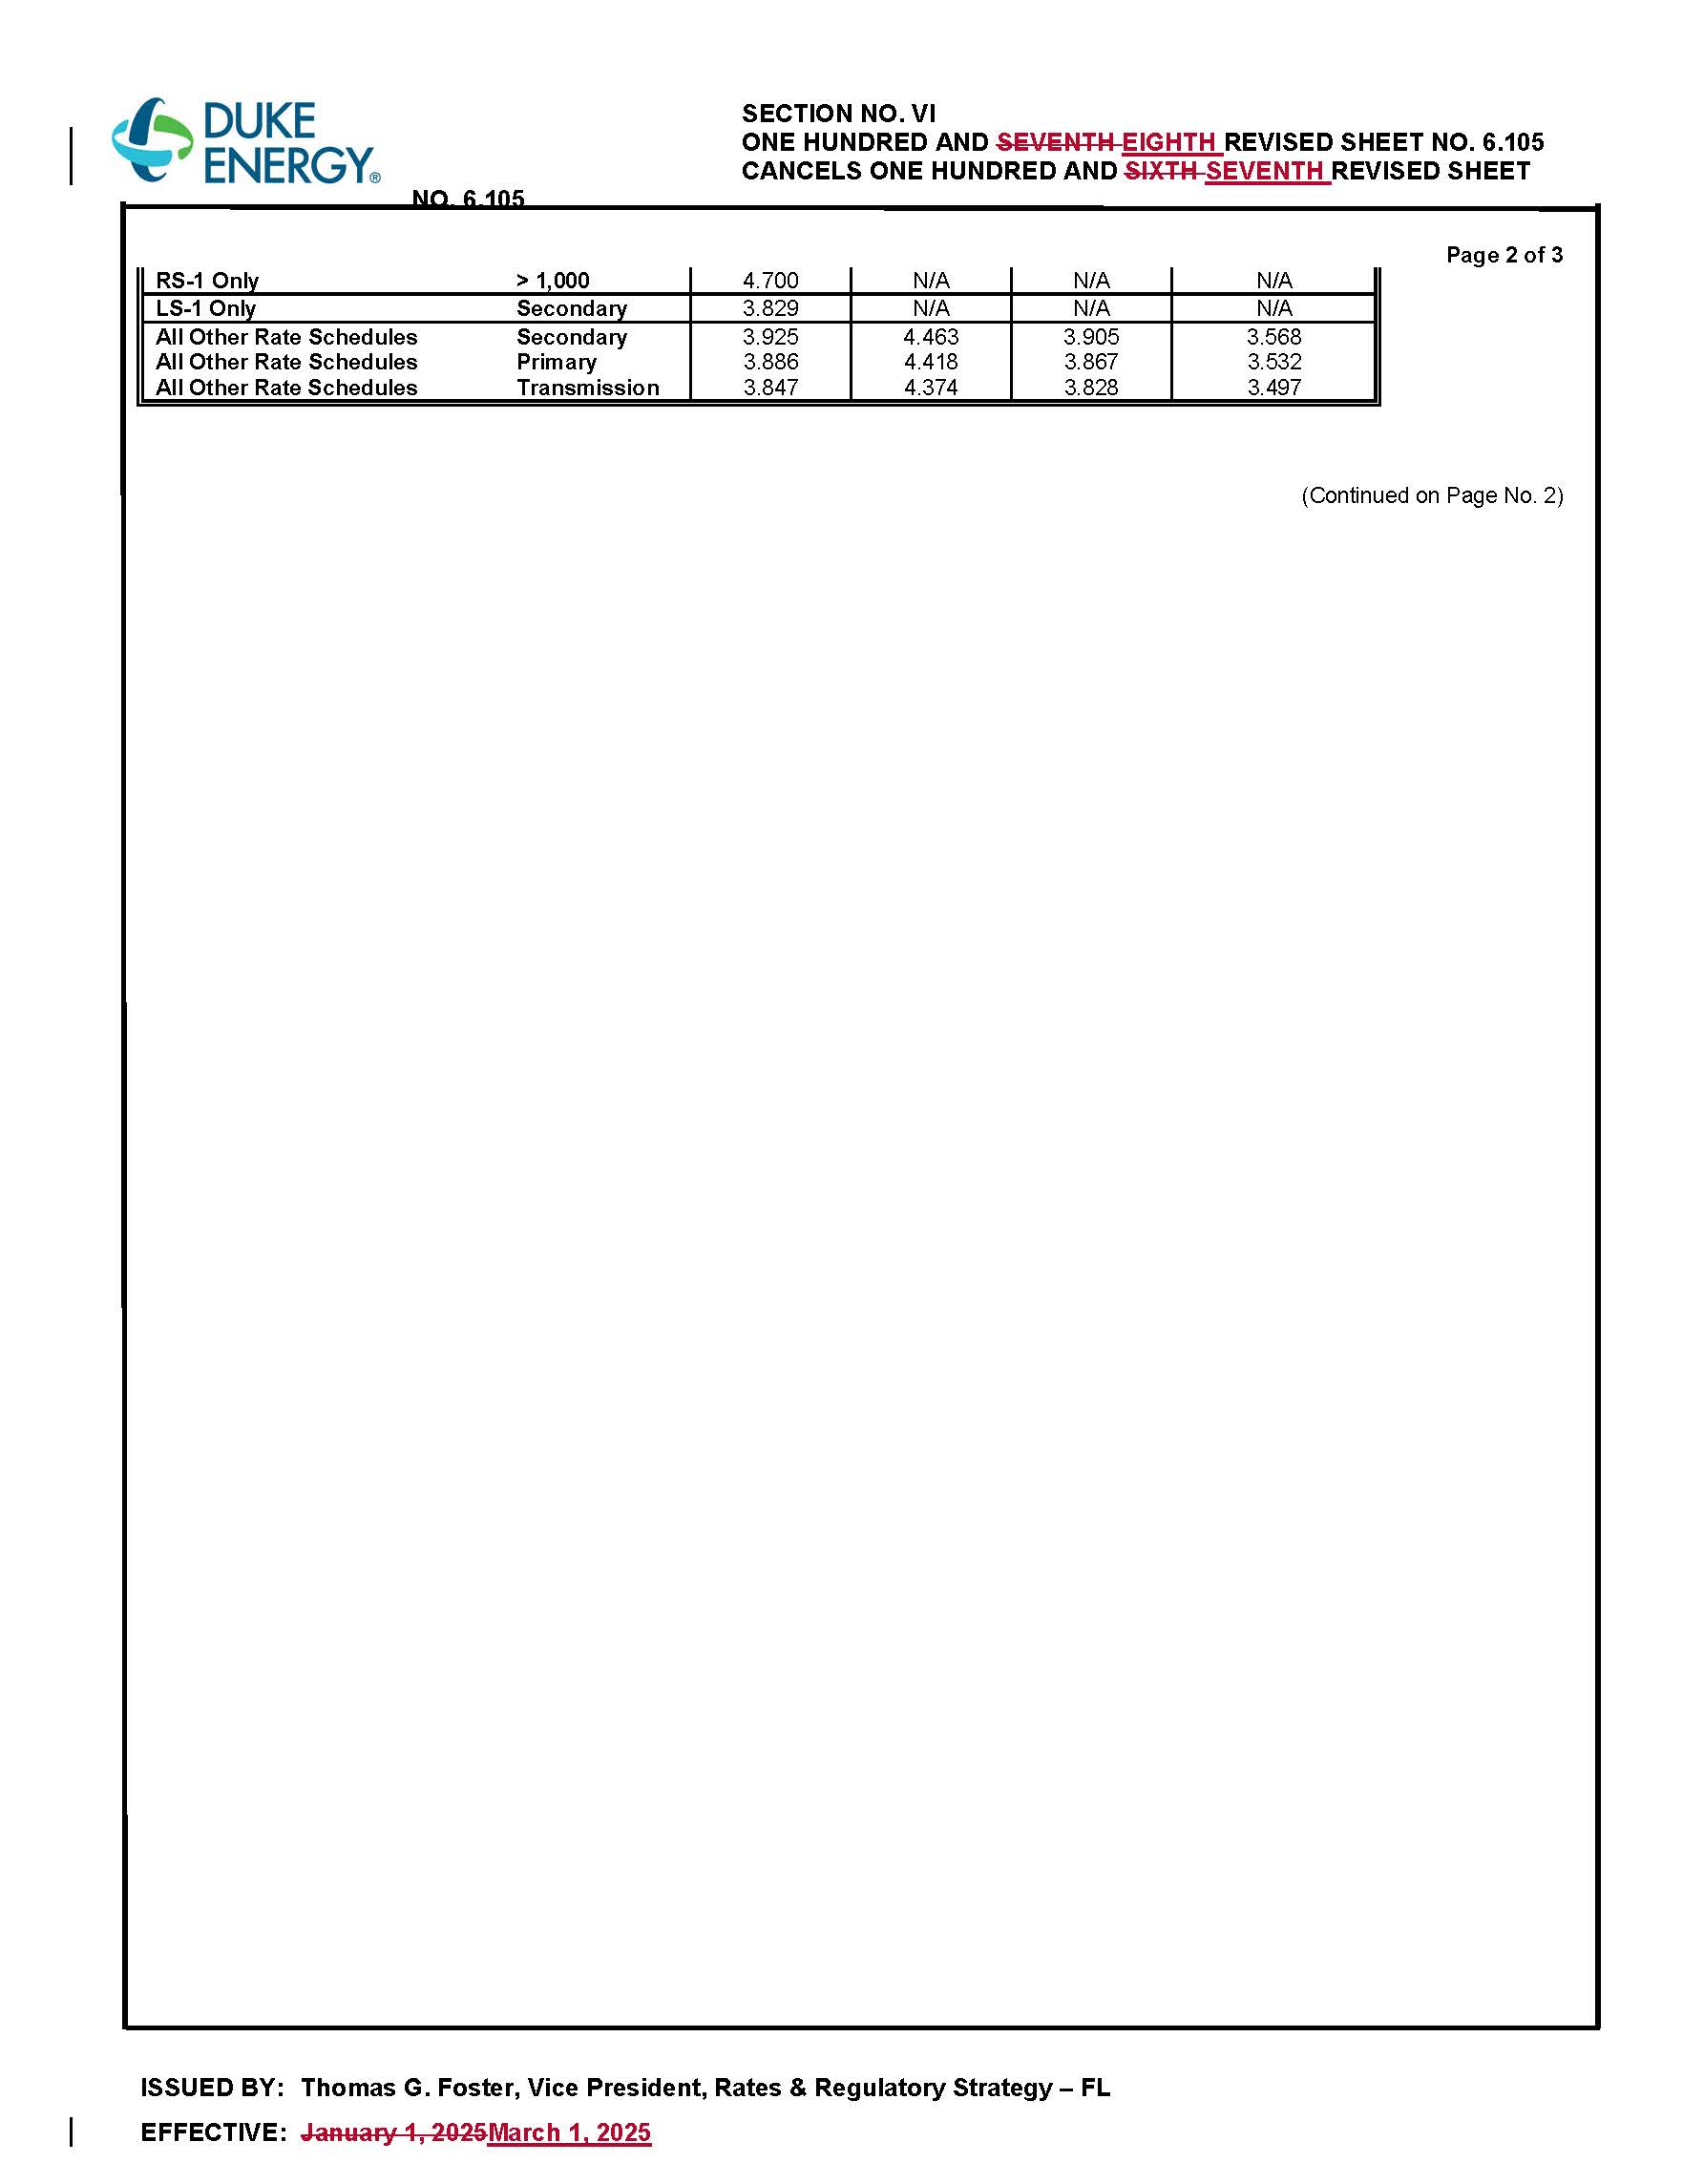 DUKE
ENERGY®
SECTION NO. VI
ONE HUNDRED AND SEVENTH EIGHTH REVISED SHEET NO. 6.105
CANCELS ONE HUNDRED AND SIXTH SEVENTH REVISED SHEET
NO. 6.105
Page 2 of 3
RS-1 Only > 1,000 4.700 N/A N/A N/A
LS-1 Only Secondary 3.829 N/A N/A N/A
All Other Rate Schedules Secondary 3.925 4.463 3.905 3.568
All Other Rate Schedules Primary 3.886 4.418 3.867 3.532
All Other Rate Schedules Transmission 3.847 4.374 3.828 3.497
(Continued on Page No. 2)
ISSUED BY: Thomas G. Foster, Vice President, Rates & Regulatory Strategy – FL
EFFECTIVE: January 1, 2025March 1, 2025